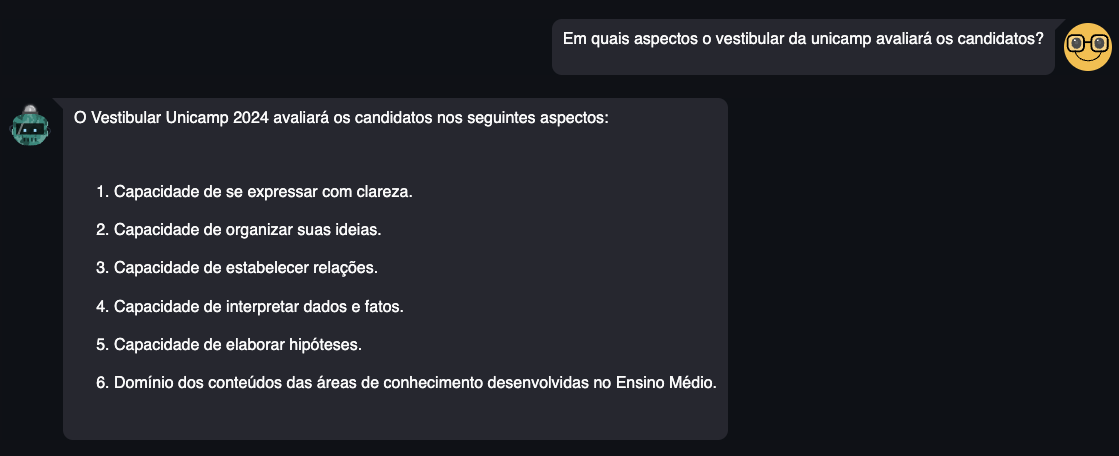 Em quais aspectos o vestibular da unicamp avaliará os candidatos?
O Vestibular Unicamp 2024 avaliará os candidatos nos seguintes aspectos:
1. Capacidade de se expressar com clareza.
2. Capacidade de organizar suas ideias.
3. Capacidade de estabelecer relações.
4. Capacidade de interpretar dados e fatos.
5. Capacidade de elaborar hipóteses.
6. Domínio dos conteúdos das áreas de conhecimento desenvolvidas no Ensino Médio.